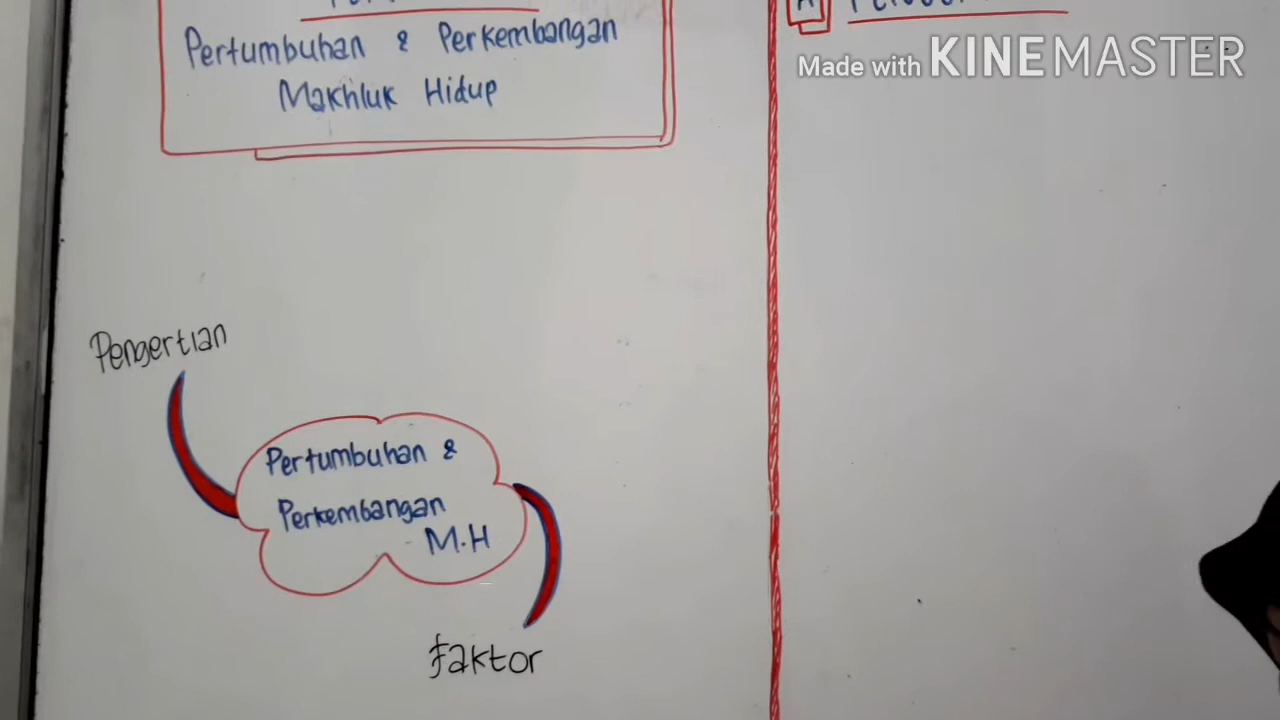 Pertumbuhan & Perkembangan
Makhluk Hidup
Pengertian
Pertumbuhan &
Perkembangan
M.H
Faktor
A
Made with KINEMASTER